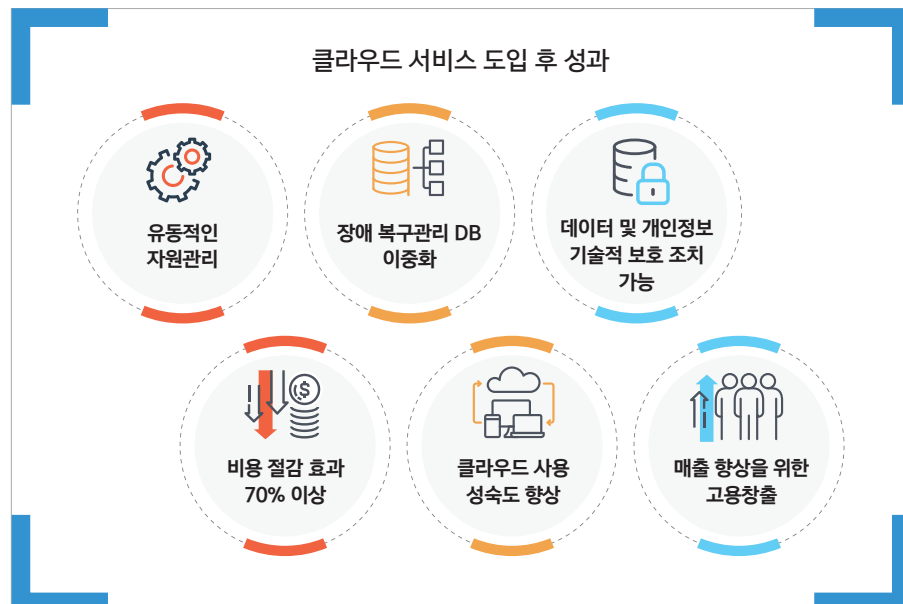 클라우드 서비스 도입 후 성과
유동적인
자원관리
장애 복구관리 DB
이중화
데이터 및 개인정보
기술적 보호 조치
가능
$
비용 절감 효과
70% 이상
클라우드 사용
성숙도 향상
매출 향상을 위한
고용창출